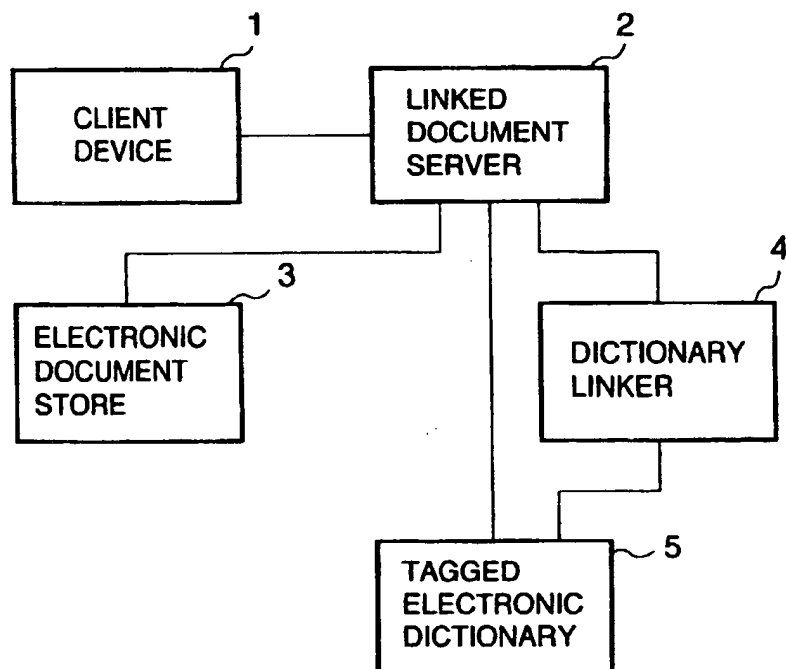 1
CLIENT
DEVICE
2
LINKED
DOCUMENT
SERVER
3
ELECTRONIC
DOCUMENT
STORE
4
DICTIONARY
LINKER
5
TAGGED
ELECTRONIC
DICTIONARY